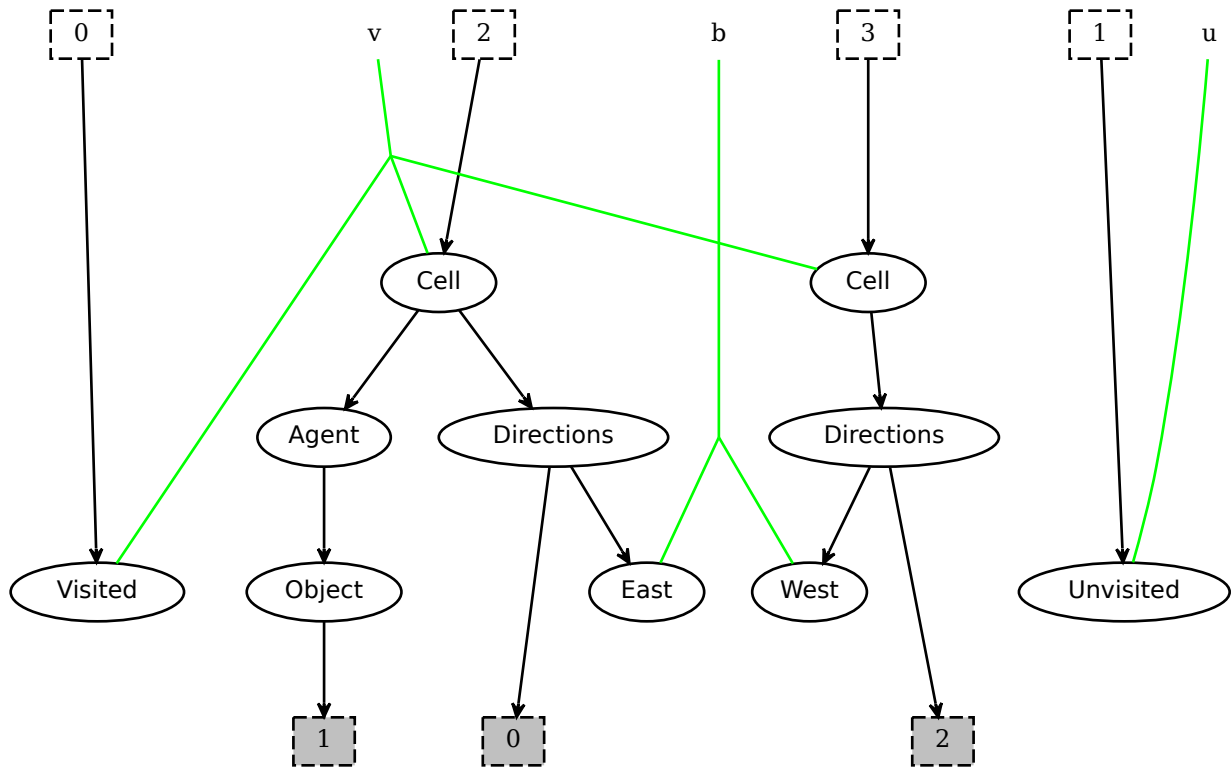 0 v 2 b 3 1 u
Cell Cell
Agent Directions Directions
Visited Object East West Unvisited
1 0 2